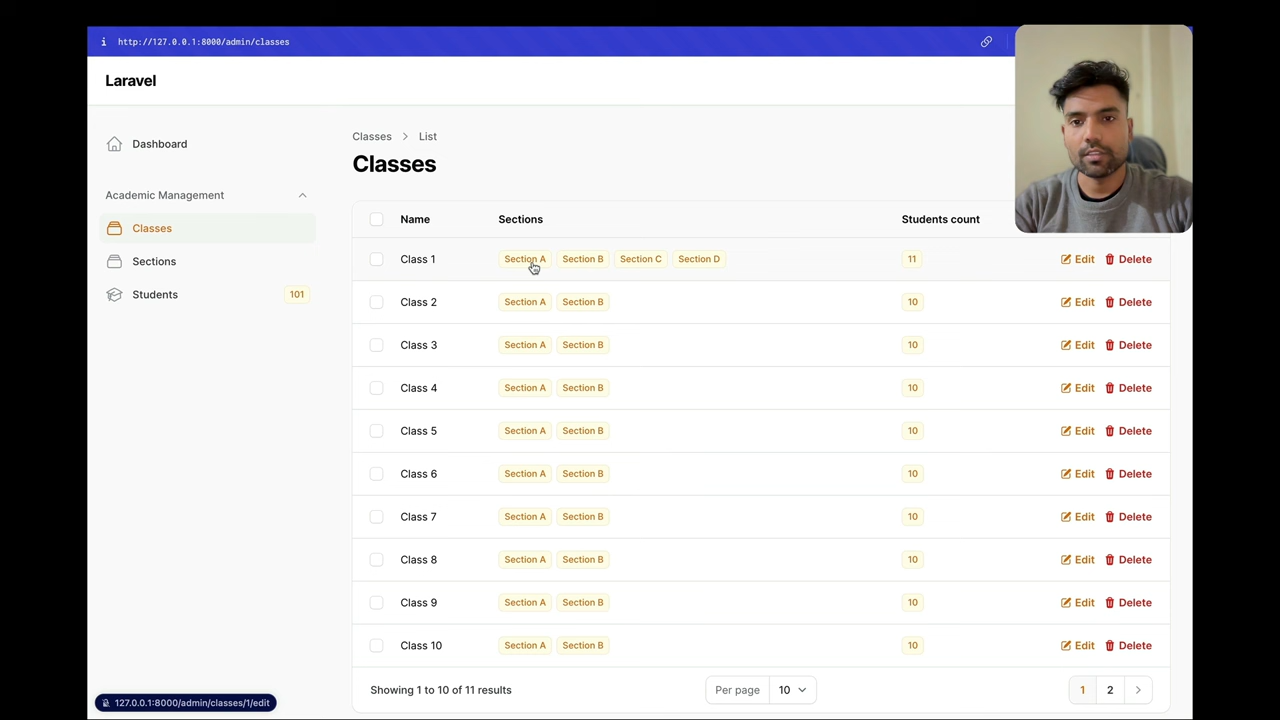 http://127.0.0.1:8000/admin/classes
Laravel
Dashboard
Academic Management
Classes
Sections
Students 101
Classes > List
Classes
Name Sections Students count
Class 1 Section A Section B Section C Section D 11 Edit Delete
Class 2 Section A Section B 10 Edit Delete
Class 3 Section A Section B 10 Edit Delete
Class 4 Section A Section B 10 Edit Delete
Class 5 Section A Section B 10 Edit Delete
Class 6 Section A Section B 10 Edit Delete
Class 7 Section A Section B 10 Edit Delete
Class 8 Section A Section B 10 Edit Delete
Class 9 Section A Section B 10 Edit Delete
Class 10 Section A Section B 10 Edit Delete
Showing 1 to 10 of 11 results Per page 10 1 2
127.0.0.1:8000/admin/classes/1/edit